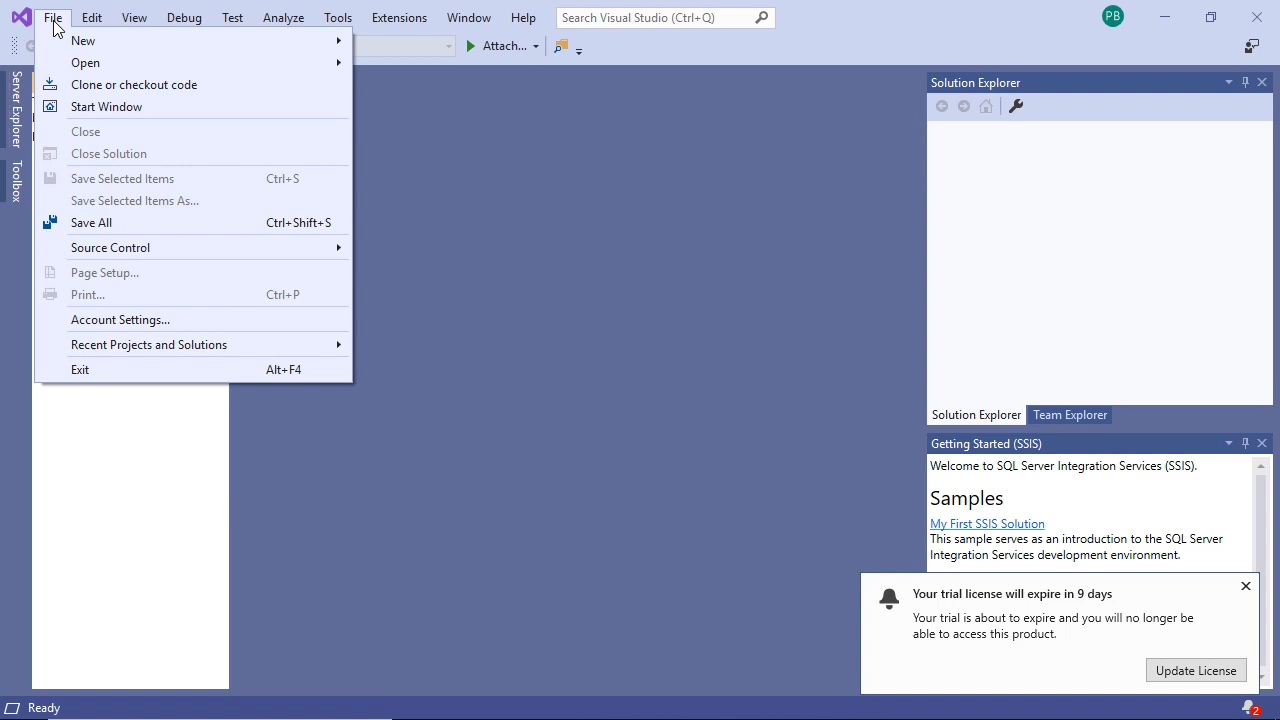 File Edit View Debug Test Analyze Tools Extensions Window Help Search Visual Studio (Ctrl+Q) PB
Attach...
New
Open
Clone or checkout code
Start Window
Close
Close Solution
Save Selected Items Ctrl+S
Save Selected Items As...
Save All Ctrl+Shift+S
Source Control
Page Setup...
Print... Ctrl+P
Account Settings...
Recent Projects and Solutions
Exit Alt+F4
Server Explorer
Toolbox
Solution Explorer
Solution Explorer Team Explorer
Getting Started (SSIS)
Welcome to SQL Server Integration Services (SSIS).
Samples
My First SSIS Solution
This sample serves as an introduction to the SQL Server
Integration Services development environment.
Your trial license will expire in 9 days
Your trial is about to expire and you will no longer be
able to access this product.
Update License
Ready
2